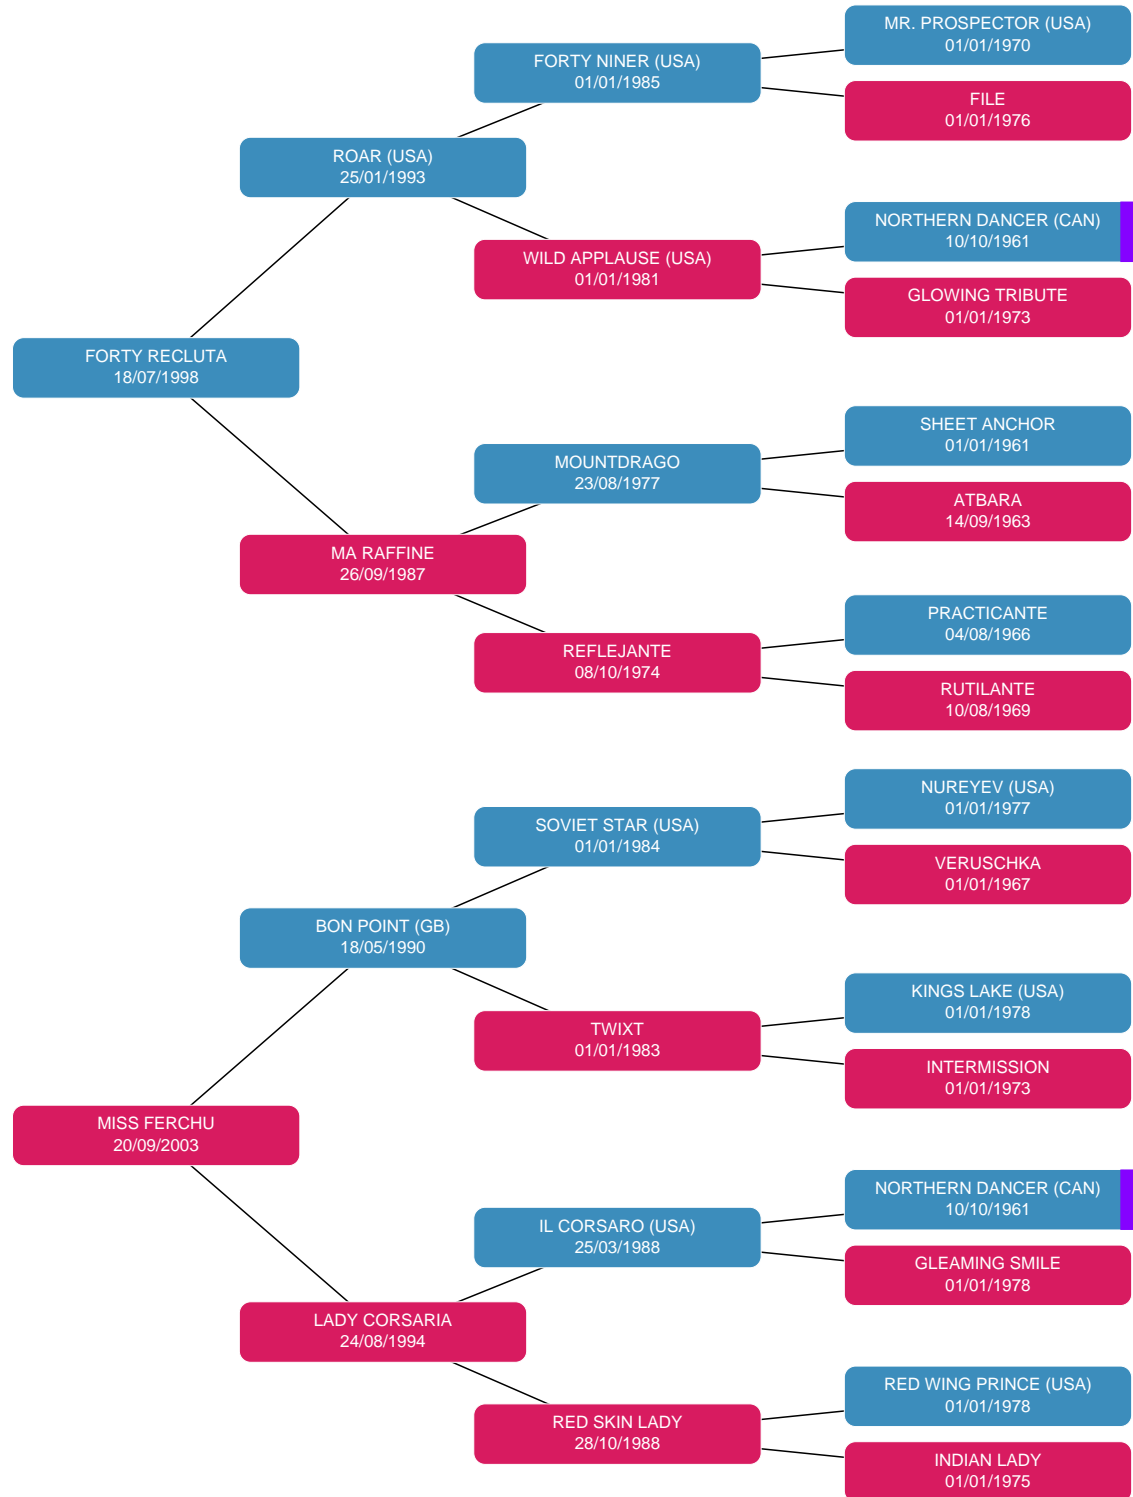 MR. PROSPECTOR (USA)
01/01/1970
FORTY NINER (USA)
01/01/1985
FILE
01/01/1976
ROAR (USA)
25/01/1993
NORTHERN DANCER (CAN)
10/10/1961
WILD APPLAUSE (USA)
01/01/1981
GLOWING TRIBUTE
01/01/1973
FORTY RECLUTA
18/07/1998
SHEET ANCHOR
01/01/1961
MOUNTDRAGO
23/08/1977
ATBARA
14/09/1963
MA RAFFINE
26/09/1987
PRACTICANTE
04/08/1966
REFLEJANTE
08/10/1974
RUTILANTE
10/08/1969
NUREYEV (USA)
01/01/1977
SOVIET STAR (USA)
01/01/1984
VERUSCHKA
01/01/1967
BON POINT (GB)
18/05/1990
KINGS LAKE (USA)
01/01/1978
TWIXT
01/01/1983
INTERMISSION
01/01/1973
MISS FERCHU
20/09/2003
NORTHERN DANCER (CAN)
10/10/1961
IL CORSARO (USA)
25/03/1988
GLEAMING SMILE
01/01/1978
LADY CORSARIA
24/08/1994
RED WING PRINCE (USA)
01/01/1978
RED SKIN LADY
28/10/1988
INDIAN LADY
01/01/1975